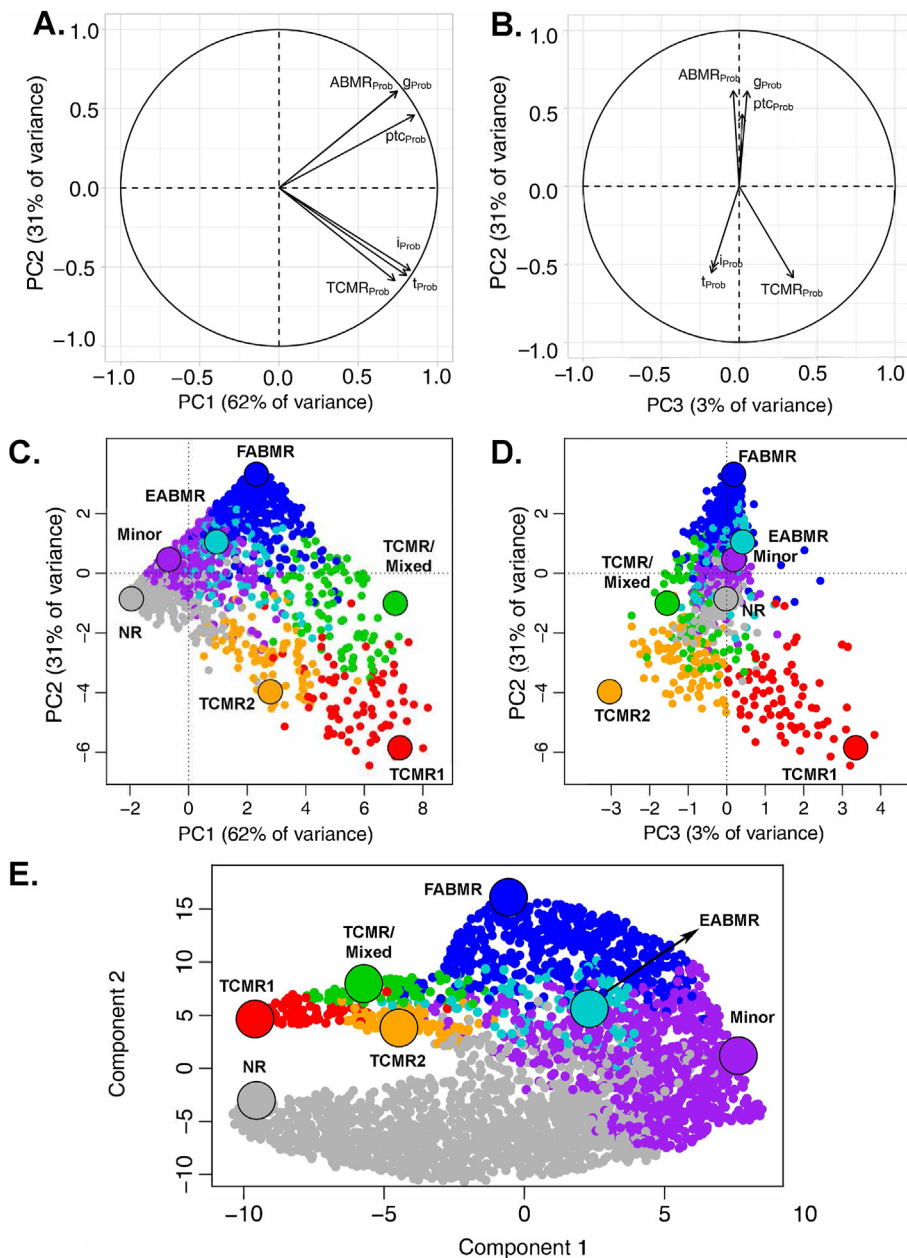 A.
1.0
0.5
0.0
−0.5
−1.0
PC2 (31% of variance)
ABMRProb
gProb
ptcProb
iProb
tProb
TCMRProb
−1.0 −0.5 0.0 0.5 1.0
PC1 (62% of variance)
B.
1.0
0.5
0.0
−0.5
−1.0
PC2 (31% of variance)
ABMRProb
gProb
ptcProb
iProb
tProb
TCMRProb
−1.0 −0.5 0.0 0.5 1.0
PC3 (3% of variance)
C.
2
0
−2
−4
−6
PC2 (31% of variance)
FABMR
EABMR
Minor
TCMR/
Mixed
NR
TCMR2
TCMR1
−2 0 2 4 6 8
PC1 (62% of variance)
D.
2
0
−2
−4
−6
PC2 (31% of variance)
FABMR
EABMR
Minor
TCMR/
Mixed
NR
TCMR2
TCMR1
−3 −2 −1 0 1 2 3 4
PC3 (3% of variance)
E.
15
10
5
0
−5
−10
Component 2
FABMR
EABMR
TCMR/
Mixed
TCMR1
TCMR2
Minor
NR
−10 −5 0 5 10
Component 1